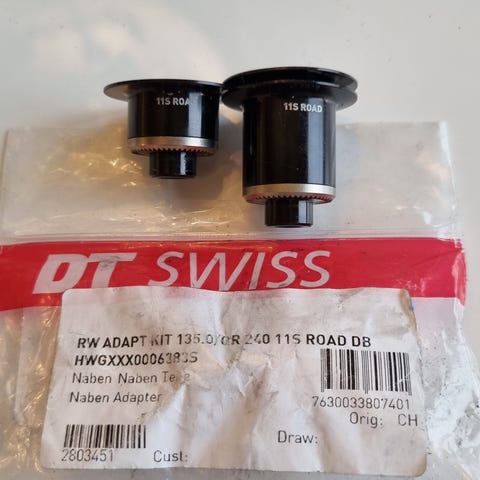 11S ROAD
11S ROAD
DT SWISS
RW ADAPT KIT 135.0/QR 240 11S ROAD DB
HWGXXX0006383S
Naben Naben Teile
Naben Adapter
7630033807401
Orig: CH
2803451
Cust:
Draw: